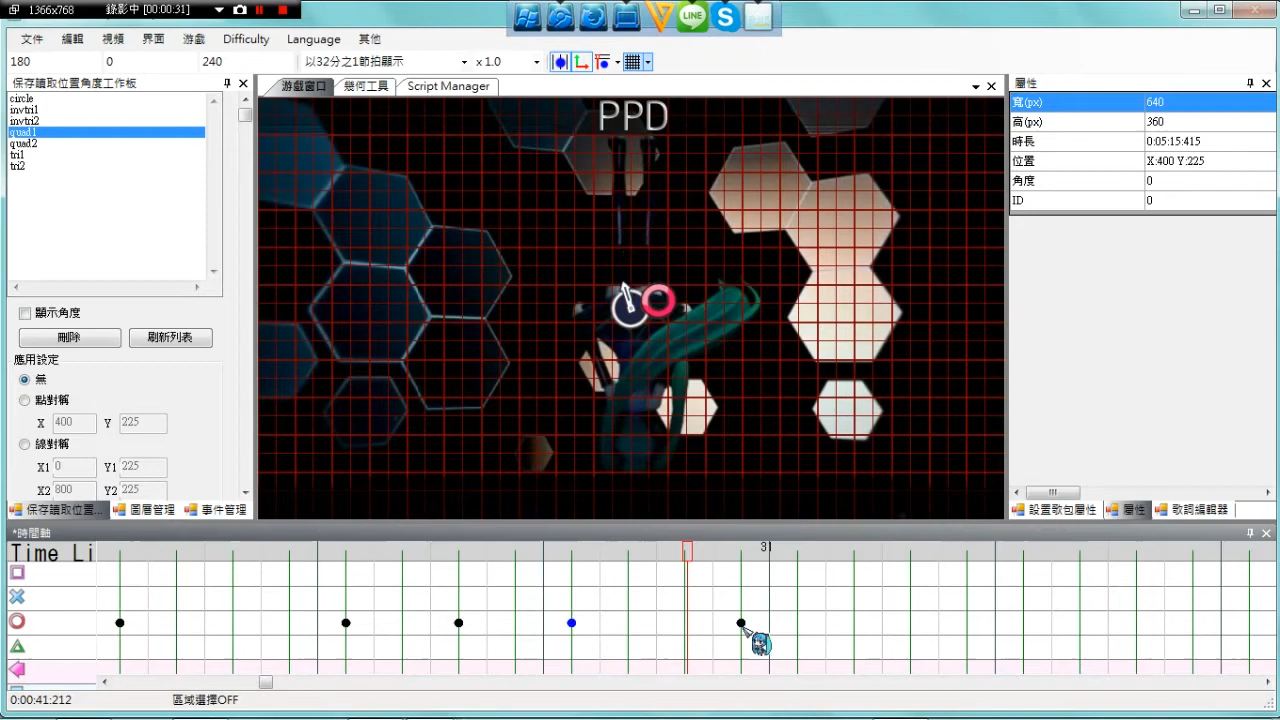 1366x768 錄影中 [00:00:31]
LINE
文件 編輯 視頻 界面 遊戲 Difficulty Language 其他
180 0 240 以32分之1節拍顯示 x 1.0
保存讀取位置角度工作板
遊戲窗口 幾何工具 Script Manager
屬性
circle
invtri1
invtri2
quad1
quad2
tri1
tri2
PPD
寬(px) 640
高(px) 360
時長 0:05:15:415
位置 X:400 Y:225
角度 0
ID 0
顯示角度
刪除 刷新列表
應用設定
無
點對稱
X 400 Y 225
線對稱
X1 0 Y1 225
X2 800 Y2 225
保存讀取位置... 圖層管理 事件管理
設置歌包屬性 屬性 歌詞編輯器
*時間軸
Time Li
31
0:00:41:212 區域選擇OFF